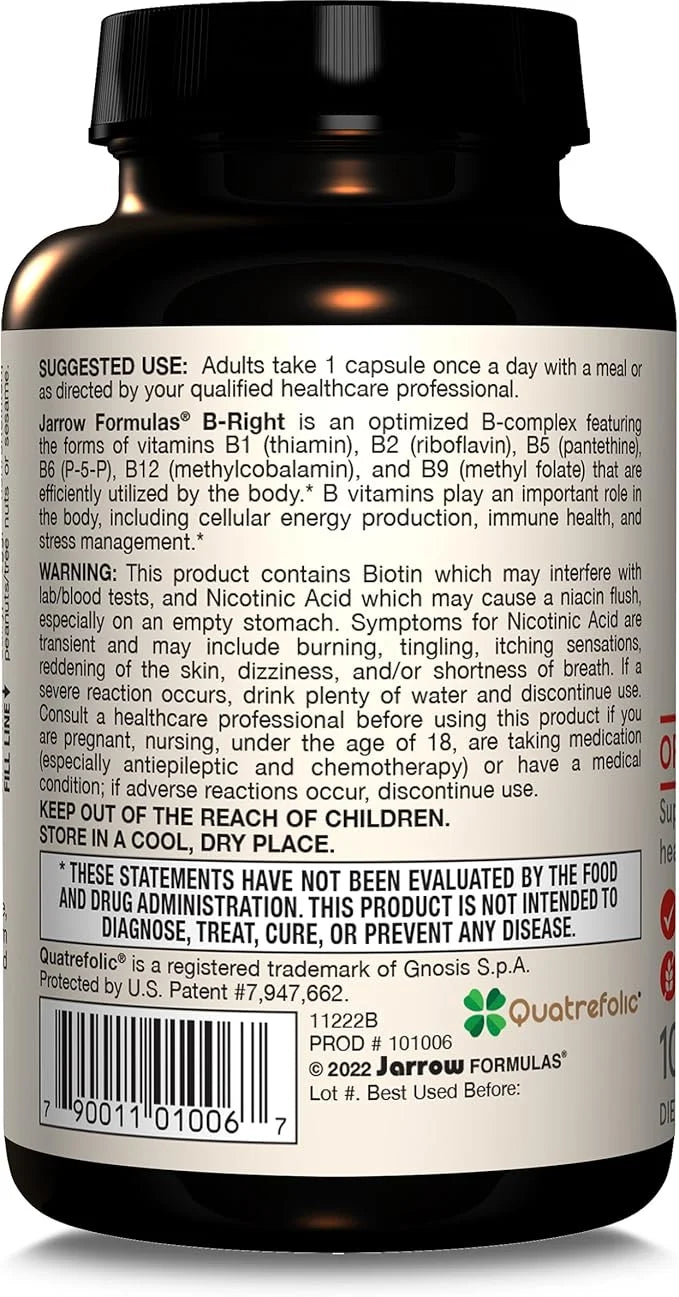 SUGGESTED USE: Adults take 1 capsule once a day with a meal or
as directed by your qualified healthcare professional.
Jarrow Formulas® B-Right is an optimized B-complex featuring
the forms of vitamins B1 (thiamin), B2 (riboflavin), B5 (pantethine),
B6 (P-5-P), B12 (methylcobalamin), and B9 (methyl folate) that are
efficiently utilized by the body.* B vitamins play an important role in
the body, including cellular energy production, immune health, and
stress management.*
WARNING: This product contains Biotin which may interfere with
lab/blood tests, and Nicotinic Acid which may cause a niacin flush,
especially on an empty stomach. Symptoms for Nicotinic Acid are
transient and may include burning, tingling, itching sensations,
reddening of the skin, dizziness, and/or shortness of breath. If a
severe reaction occurs, drink plenty of water and discontinue use.
Consult a healthcare professional before using this product if you
are pregnant, nursing, under the age of 18, are taking medication
(especially antiepileptic and chemotherapy) or have a medical
condition; if adverse reactions occur, discontinue use.
KEEP OUT OF THE REACH OF CHILDREN.
STORE IN A COOL, DRY PLACE.
* THESE STATEMENTS HAVE NOT BEEN EVALUATED BY THE FOOD
AND DRUG ADMINISTRATION. THIS PRODUCT IS NOT INTENDED TO
DIAGNOSE, TREAT, CURE, OR PREVENT ANY DISEASE.
Quatrefolic® is a registered trademark of Gnosis S.p.A.
Protected by U.S. Patent #7,947,662.
Quatrefolic®
11222B
PROD # 101006
© 2022 Jarrow FORMULAS®
Lot #. Best Used Before:
7 90011 01006 7
peanuts/tree nuts or sesame.
FILL LINE